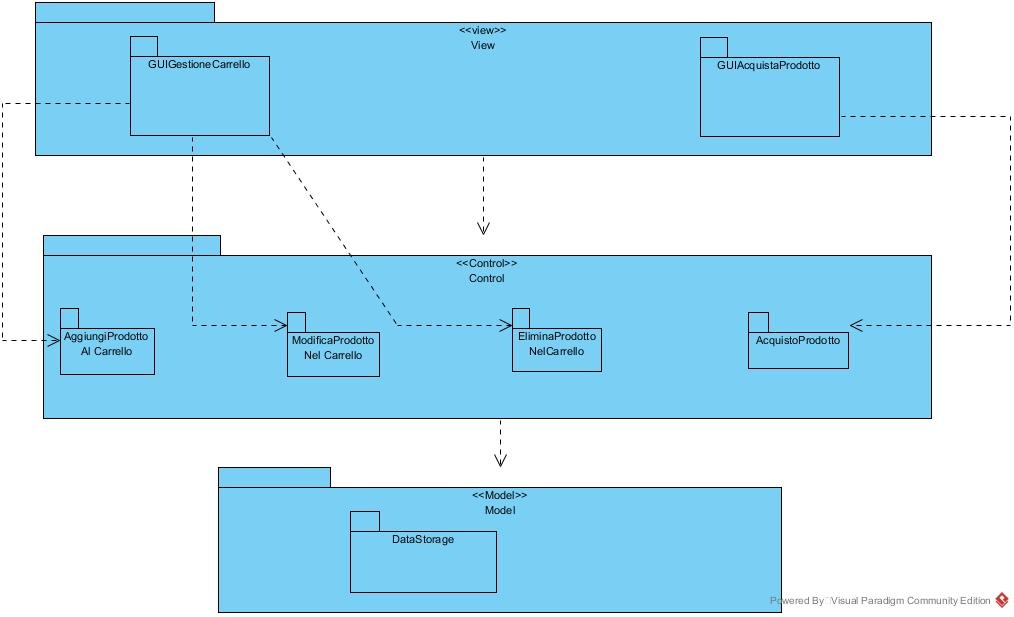 <<view>>
View
GUIGestioneCarrello
GUIAcquistaProdotto
<<Control>>
Control
AggiungiProdotto
Al Carrello
ModificaProdotto
Nel Carrello
EliminaProdotto
NelCarrello
AcquistoProdotto
<<Model>>
Model
DataStorage
Powered By Visual Paradigm Community Edition